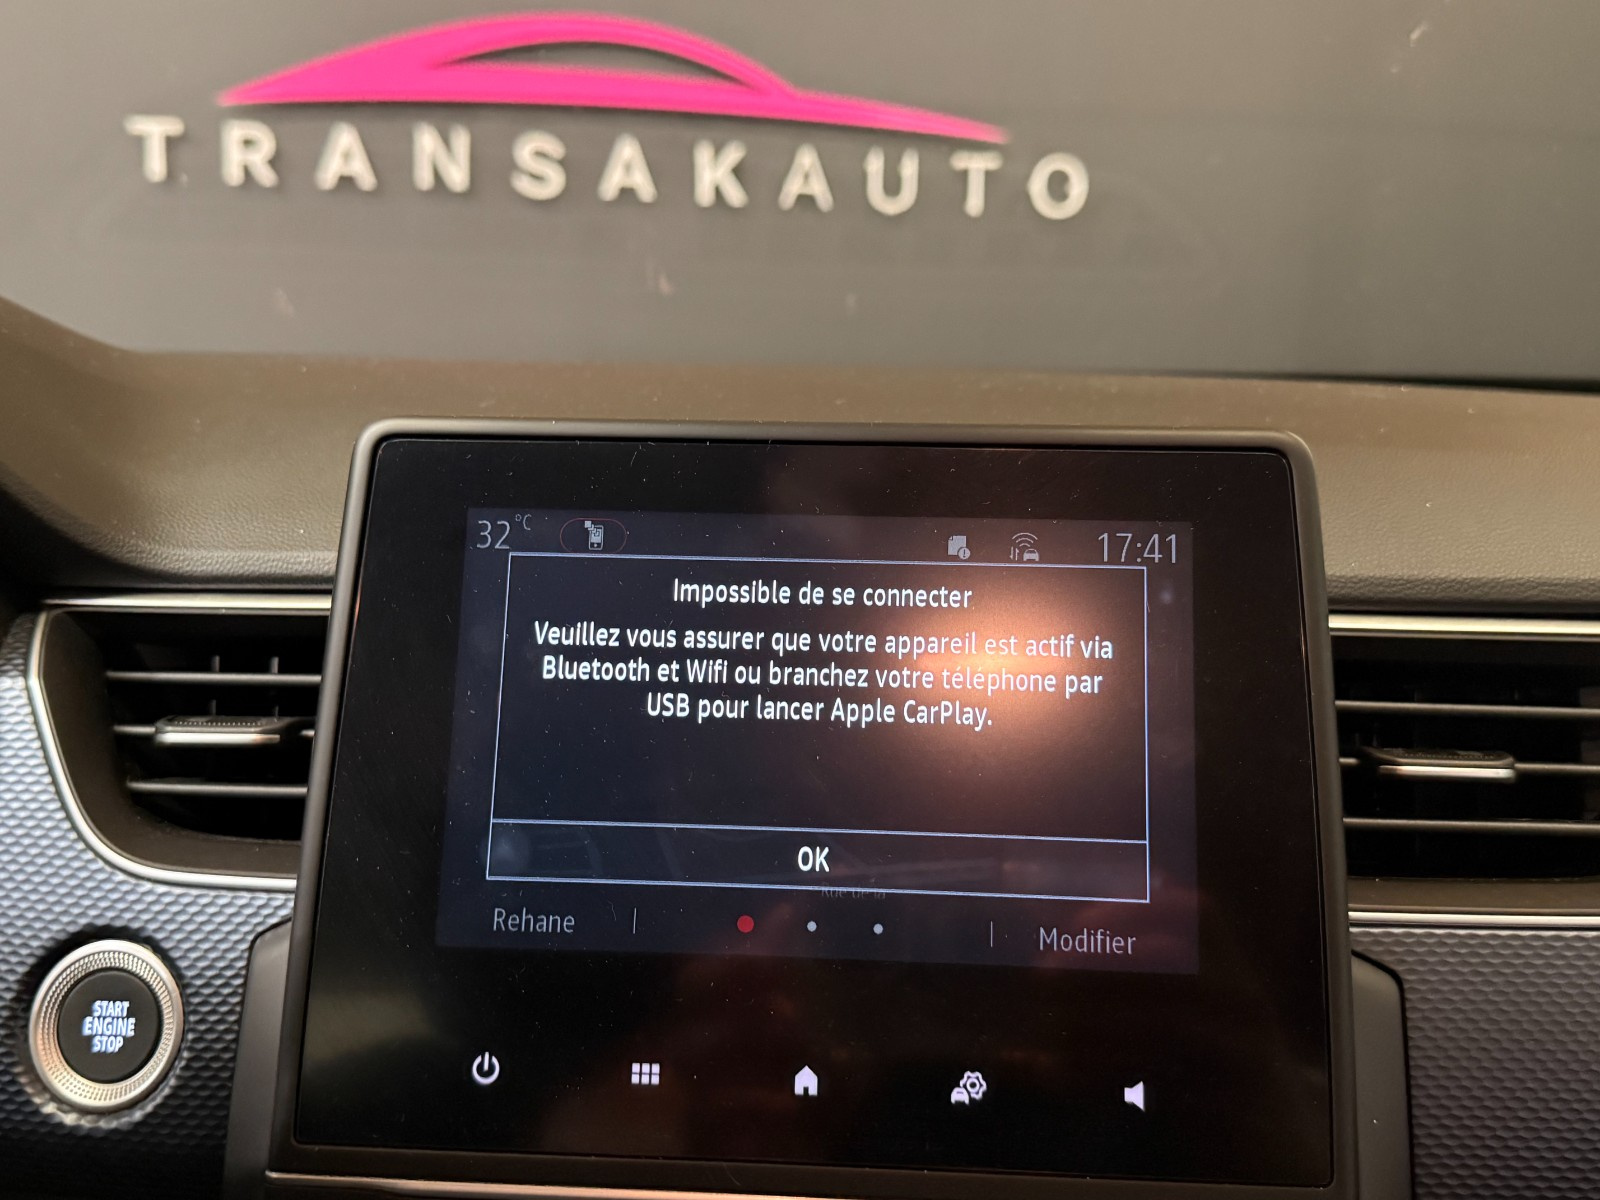 TRANSAKAUTO
32°C
17:41
Impossible de se connecter
Veuillez vous assurer que votre appareil est actif via
Bluetooth et Wifi ou branchez votre téléphone par
USB pour lancer Apple CarPlay.
OK
Rehane
Modifier
START
ENGINE
STOP